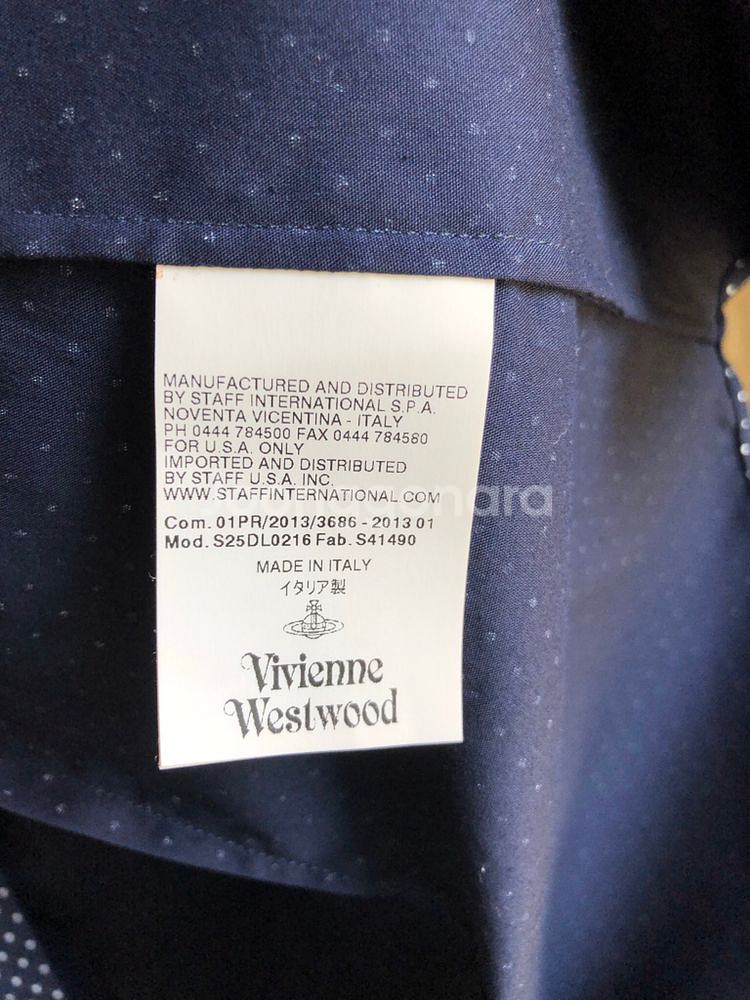 MANUFACTURED AND DISTRIBUTED
BY STAFF INTERNATIONAL S.P.A.
NOVENTA VICENTINA - ITALY
PH 0444 784500 FAX 0444 784580
FOR U.S.A. ONLY
IMPORTED AND DISTRIBUTED
BY STAFF U.S.A. INC.
WWW.STAFFINTERNATIONAL.COM
Com. 01PR/2013/3686 - 2013 01
Mod. S25DL0216 Fab. S41490
MADE IN ITALY
イタリア製
Vivienne
Westwood